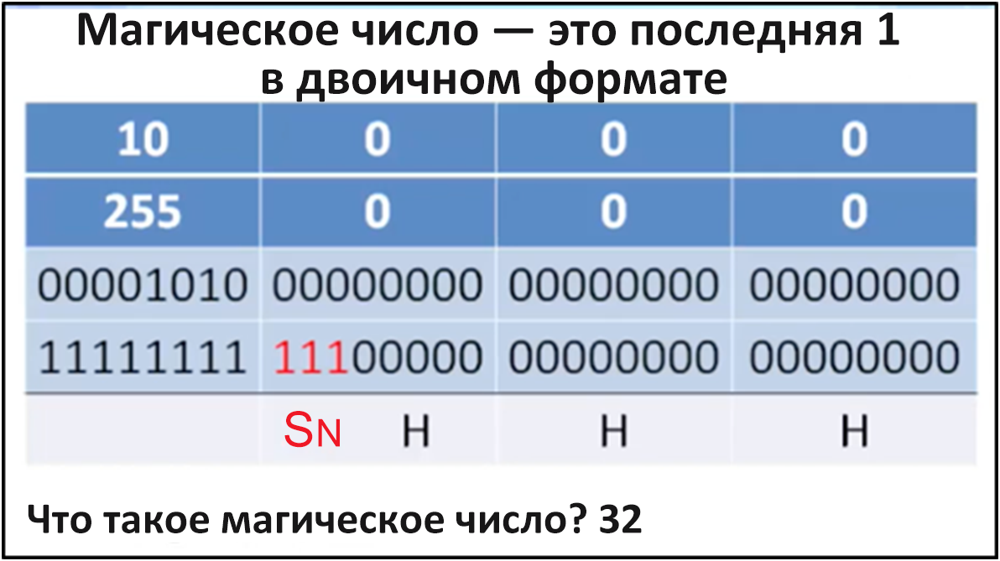 Магическое число — это последняя 1
в двоичном формате
10 0 0 0
255 0 0 0
00001010 00000000 00000000 00000000
11111111 11100000 00000000 00000000
SN H H H
Что такое магическое число? 32